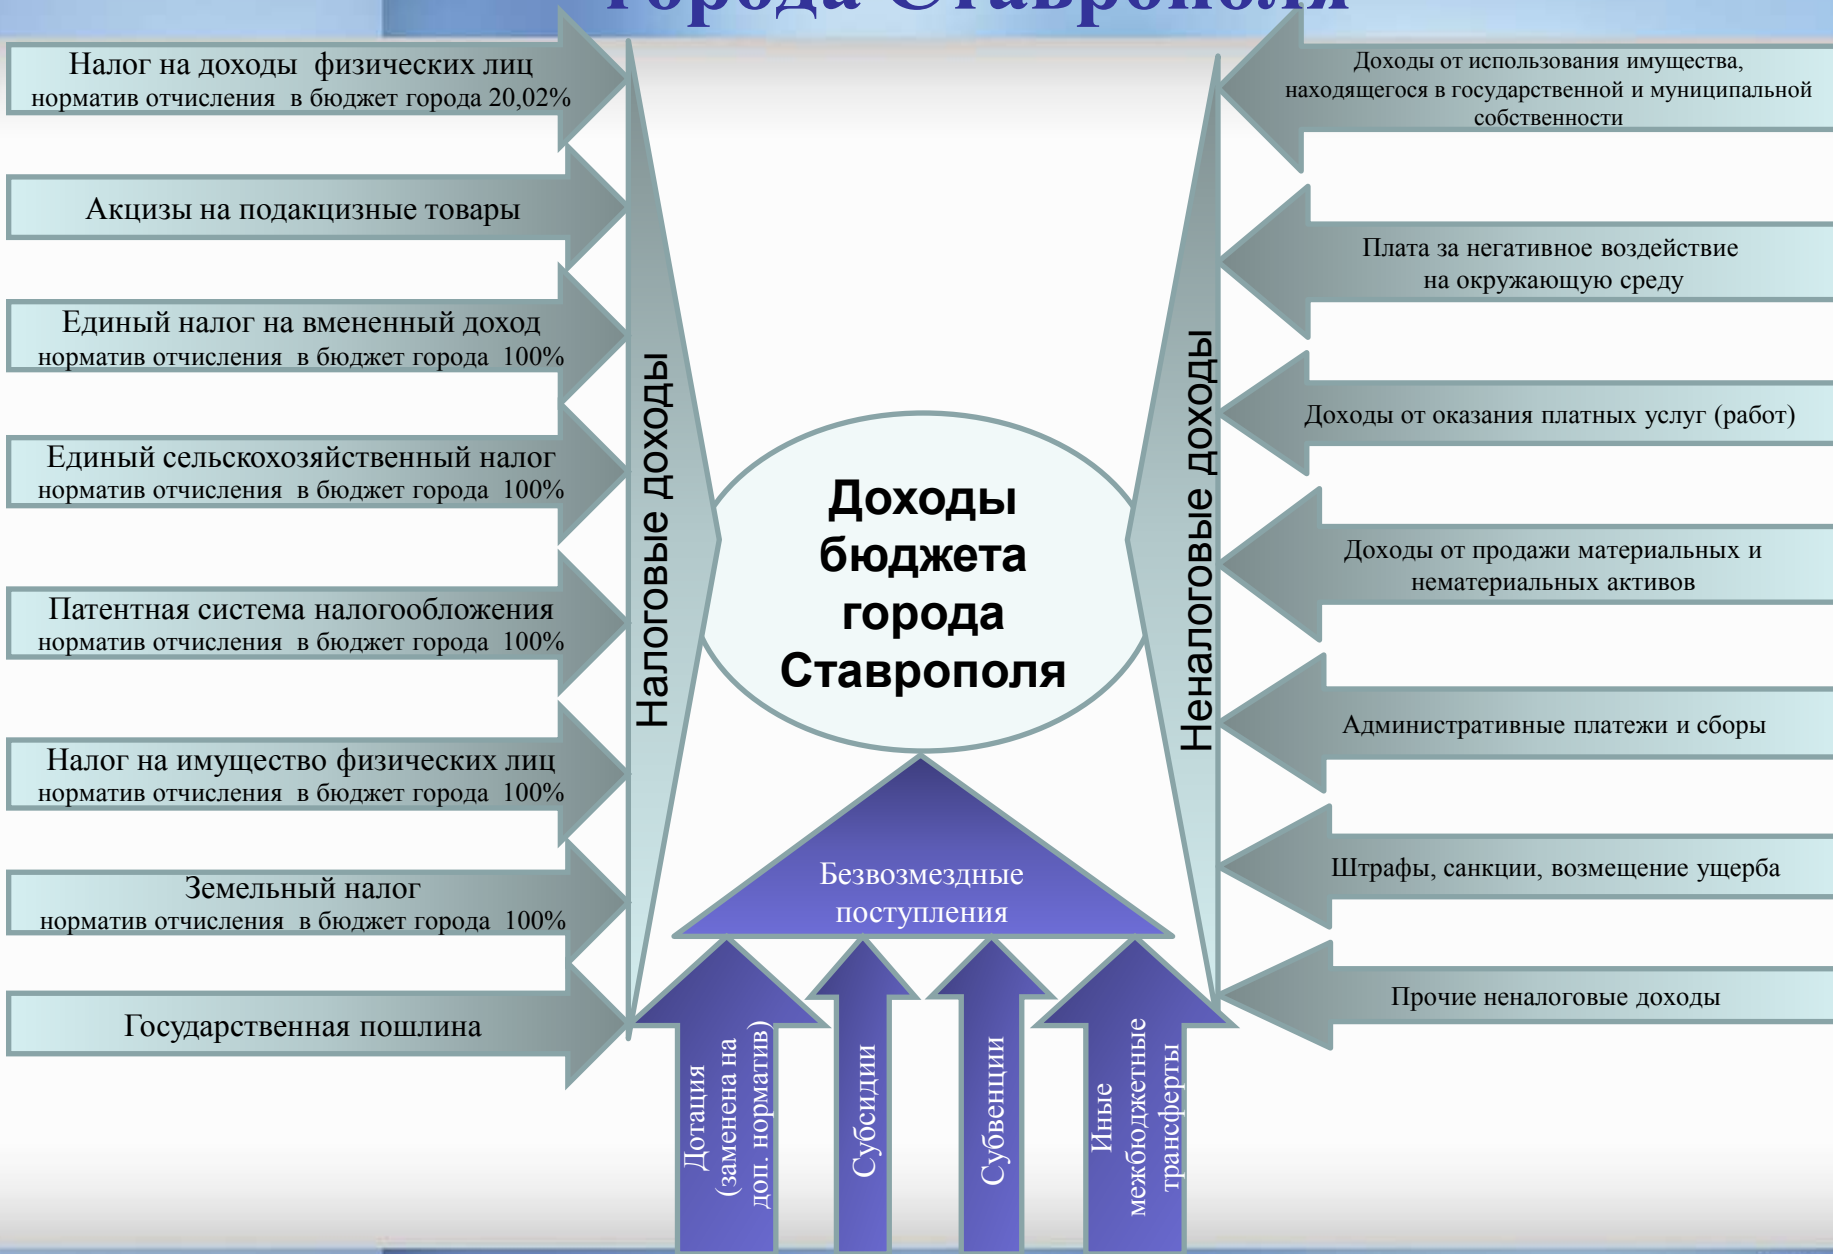 города Ставрополя
Налог на доходы физических лиц
норматив отчисления в бюджет города 20,02%
Акцизы на подакцизные товары
Единый налог на вмененный доход
норматив отчисления в бюджет города 100%
Единый сельскохозяйственный налог
норматив отчисления в бюджет города 100%
Патентная система налогообложения
норматив отчисления в бюджет города 100%
Налог на имущество физических лиц
норматив отчисления в бюджет города 100%
Земельный налог
норматив отчисления в бюджет города 100%
Государственная пошлина
Налоговые доходы
Доходы
бюджета
города
Ставрополя
Безвозмездные
поступления
Дотация
(заменена на
доп. норматив)
Субсидии
Субвенции
Иные
межбюджетные
трансферты
Неналоговые доходы
Доходы от использования имущества,
находящегося в государственной и муниципальной
собственности
Плата за негативное воздействие
на окружающую среду
Доходы от оказания платных услуг (работ)
Доходы от продажи материальных и
нематериальных активов
Административные платежи и сборы
Штрафы, санкции, возмещение ущерба
Прочие неналоговые доходы